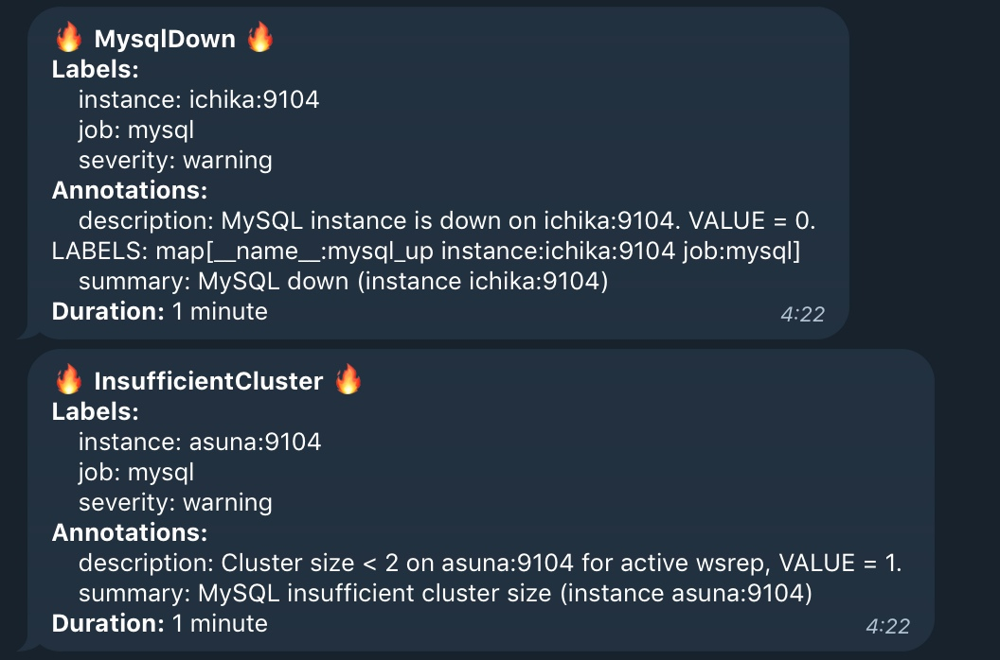 🔥 MysqlDown 🔥
Labels:
instance: ichika:9104
job: mysql
severity: warning
Annotations:
description: MySQL instance is down on ichika:9104. VALUE = 0.
LABELS: map[__name__:mysql_up instance:ichika:9104 job:mysql]
summary: MySQL down (instance ichika:9104)
Duration: 1 minute
4:22
🔥 InsufficientCluster 🔥
Labels:
instance: asuna:9104
job: mysql
severity: warning
Annotations:
description: Cluster size < 2 on asuna:9104 for active wsrep, VALUE = 1.
summary: MySQL insufficient cluster size (instance asuna:9104)
Duration: 1 minute
4:22